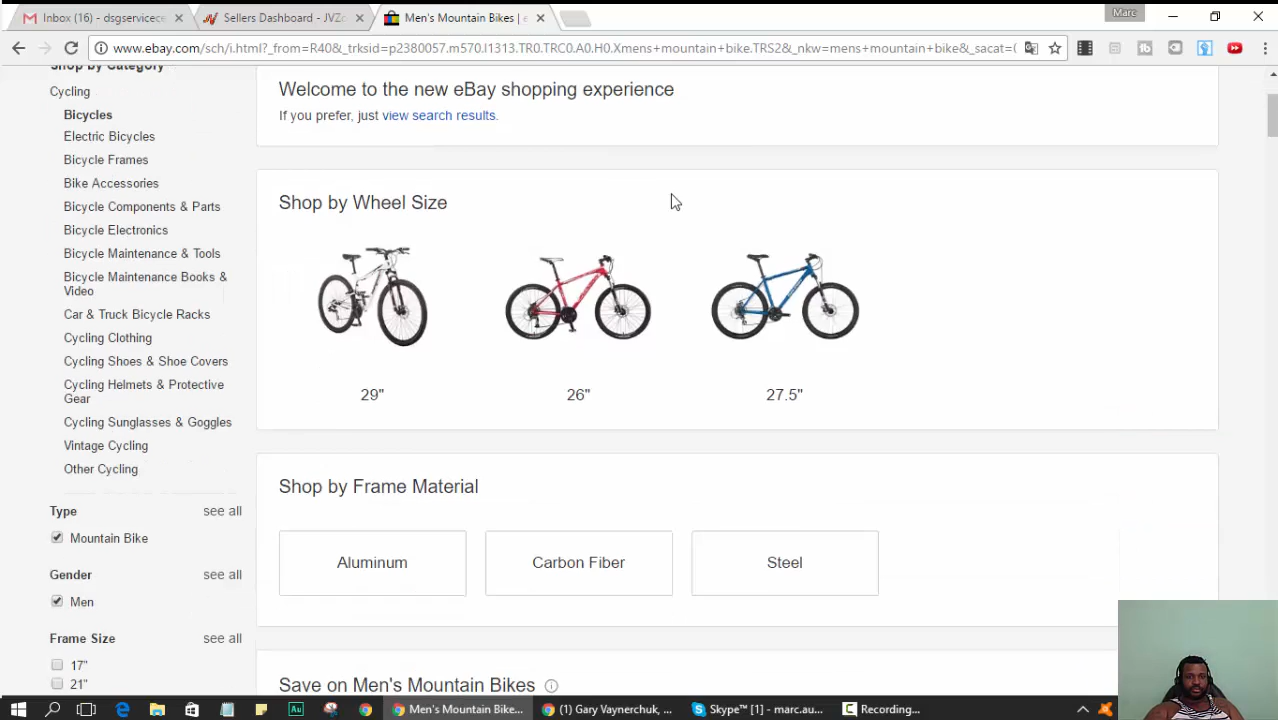 Inbox (16) - dsgservicece
Sellers Dashboard - JVZo
Men's Mountain Bikes | e
Marc
www.ebay.com/sch/i.html?_from=R40&_trksid=p2380057.m570.l1313.TR0.TRC0.A0.H0.Xmens+mountain+bike.TRS2&_nkw=mens+mountain+bike&_sacat=
Shop by Category
Cycling
Bicycles
Electric Bicycles
Bicycle Frames
Bike Accessories
Bicycle Components & Parts
Bicycle Electronics
Bicycle Maintenance & Tools
Bicycle Maintenance Books &
Video
Car & Truck Bicycle Racks
Cycling Clothing
Cycling Shoes & Shoe Covers
Cycling Helmets & Protective
Gear
Cycling Sunglasses & Goggles
Vintage Cycling
Other Cycling
Type
see all
Mountain Bike
Gender
see all
Men
Frame Size
see all
17"
21"
Welcome to the new eBay shopping experience
If you prefer, just view search results.
Shop by Wheel Size
29"
26"
27.5"
Shop by Frame Material
Aluminum
Carbon Fiber
Steel
Save on Men's Mountain Bikes
Men's Mountain Bike...
(1) Gary Vaynerchuk, ...
Skype™ [1] - marc.au...
Recording...